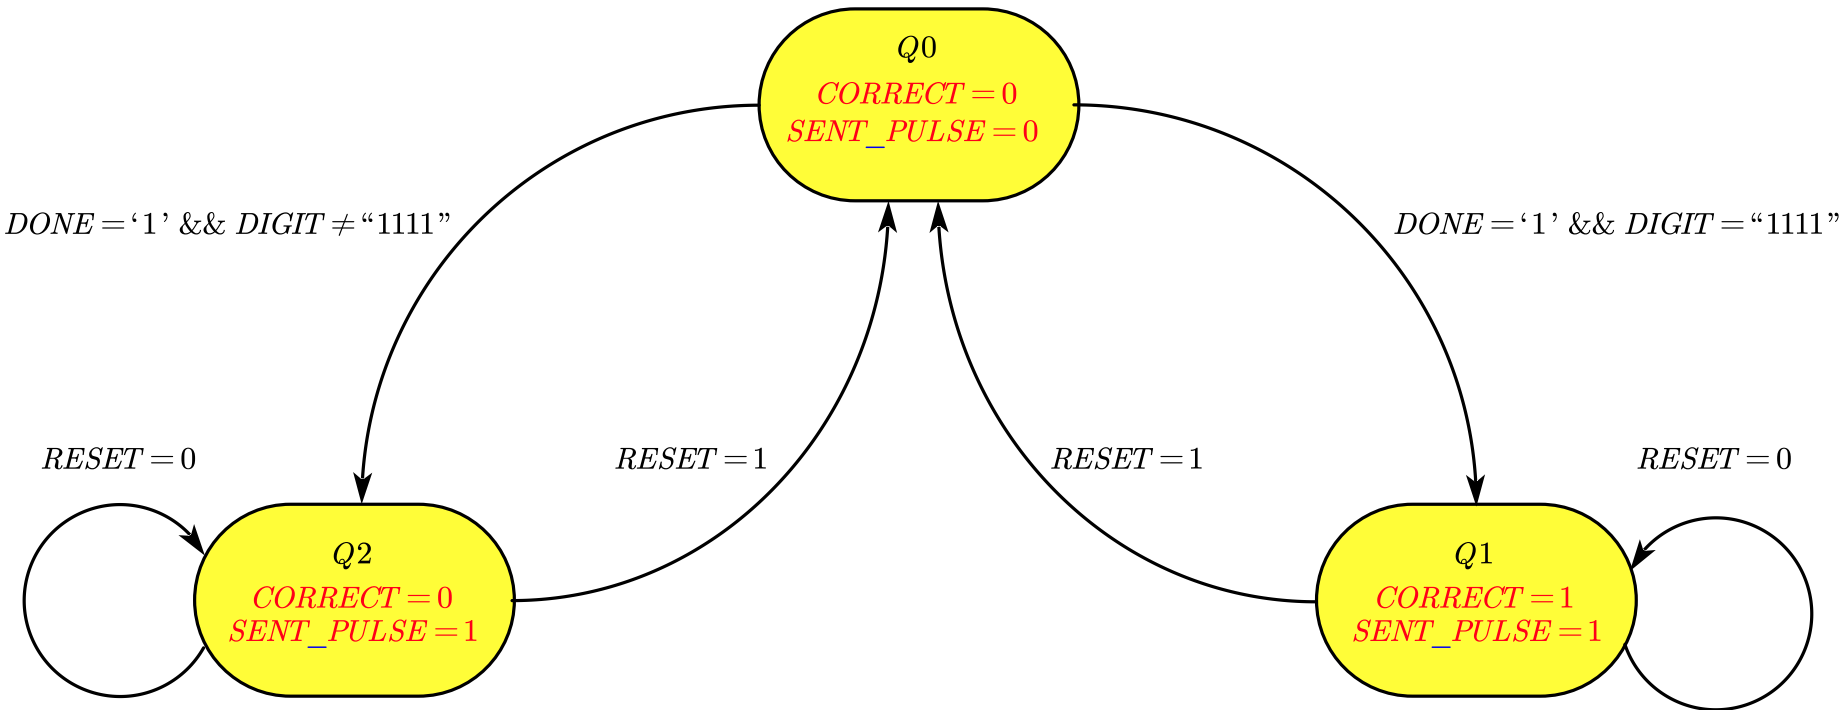 Q0
CORRECT = 0
SENT_PULSE = 0
DONE = ‘1’ && DIGIT ≠ “1111”
DONE = ‘1’ && DIGIT = “1111”
RESET = 0
RESET = 1
RESET = 1
RESET = 0
Q2
CORRECT = 0
SENT_PULSE = 1
Q1
CORRECT = 1
SENT_PULSE = 1